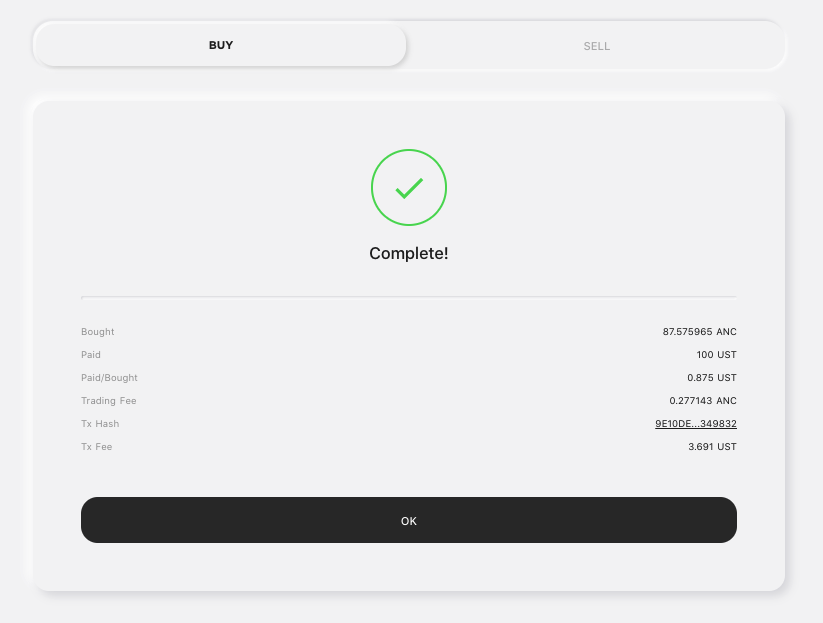 BUY SELL
Complete!
Bought 87.575965 ANC
Paid 100 UST
Paid/Bought 0.875 UST
Trading Fee 0.277143 ANC
Tx Hash 9E10DE...349832
Tx Fee 3.691 UST
OK